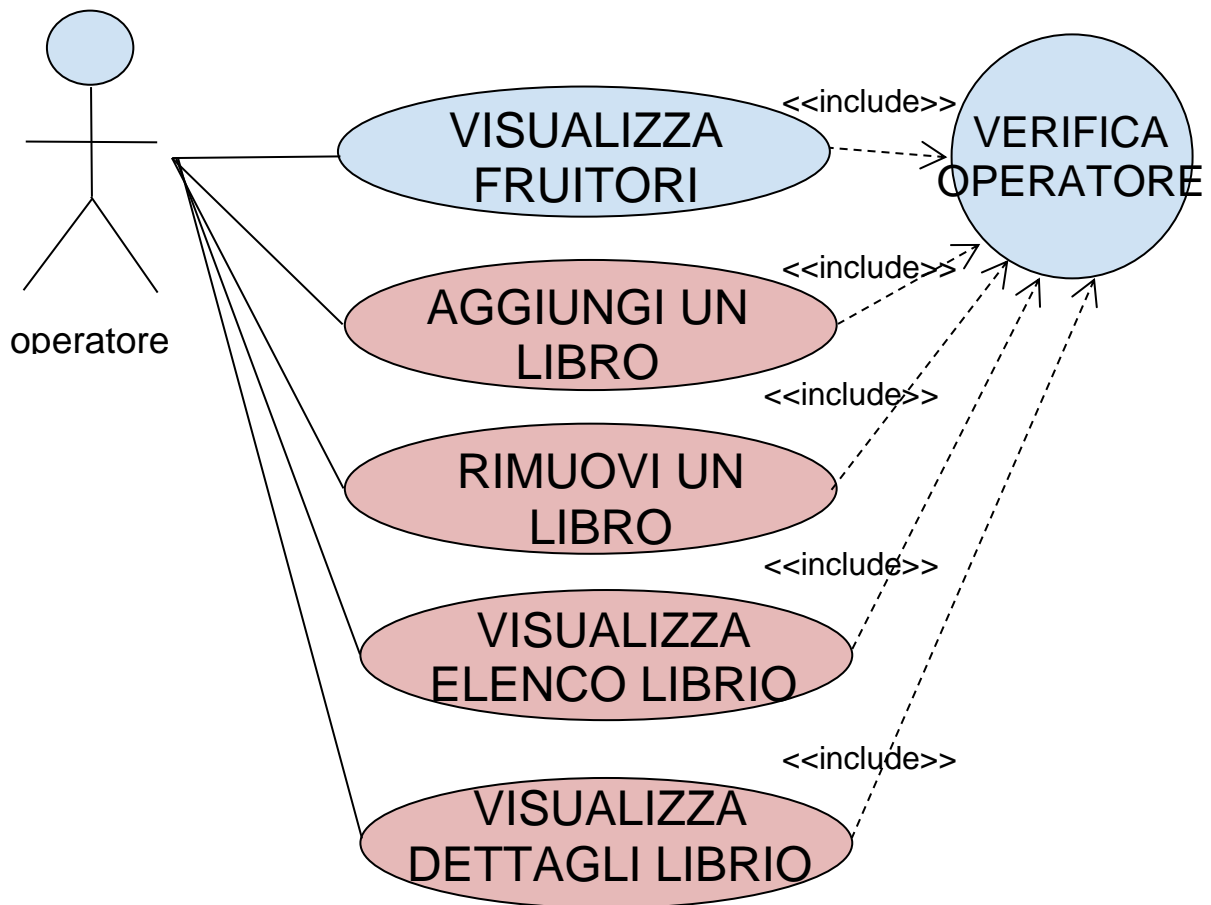 <<include>>
VISUALIZZA
FRUITORI
VERIFICA
OPERATORE
<<include>>
AGGIUNGI UN
LIBRO
operatore
<<include>>
RIMUOVI UN
LIBRO
<<include>>
VISUALIZZA
ELENCO LIBRIO
<<include>>
VISUALIZZA
DETTAGLI LIBRIO